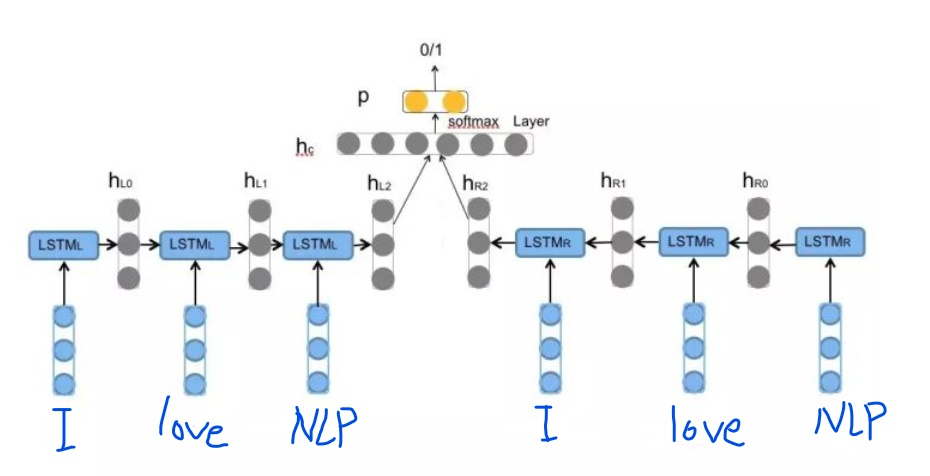 0/1
p
softmax Layer
hc
hL0 hL1 hL2 hR2 hR1 hR0
LSTML LSTML LSTML LSTMR LSTMR LSTMR
I love NLP I love NLP